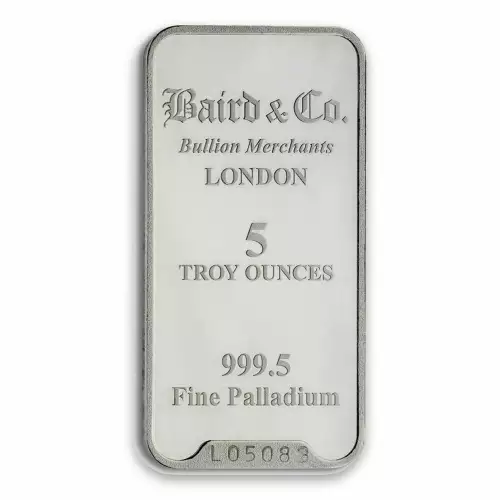 Baird & Co.
Bullion Merchants
LONDON
5
TROY OUNCES
999.5
Fine Palladium
L05083